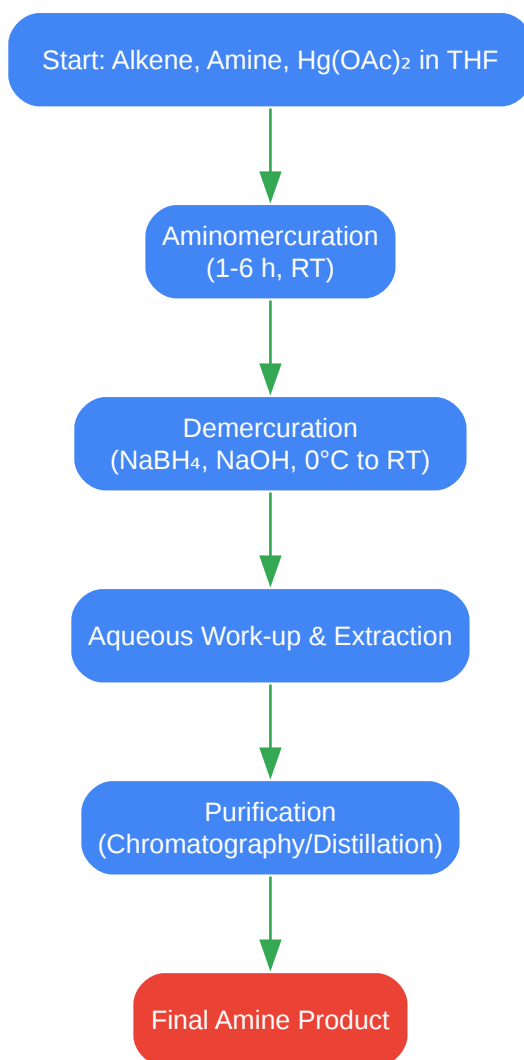 Start: Alkene, Amine, Hg(OAc)₂ in THF
Aminomercuration
(1-6 h, RT)
Demercuration
(NaBH₄, NaOH, 0°C to RT)
Aqueous Work-up & Extraction
Purification
(Chromatography/Distillation)
Final Amine Product